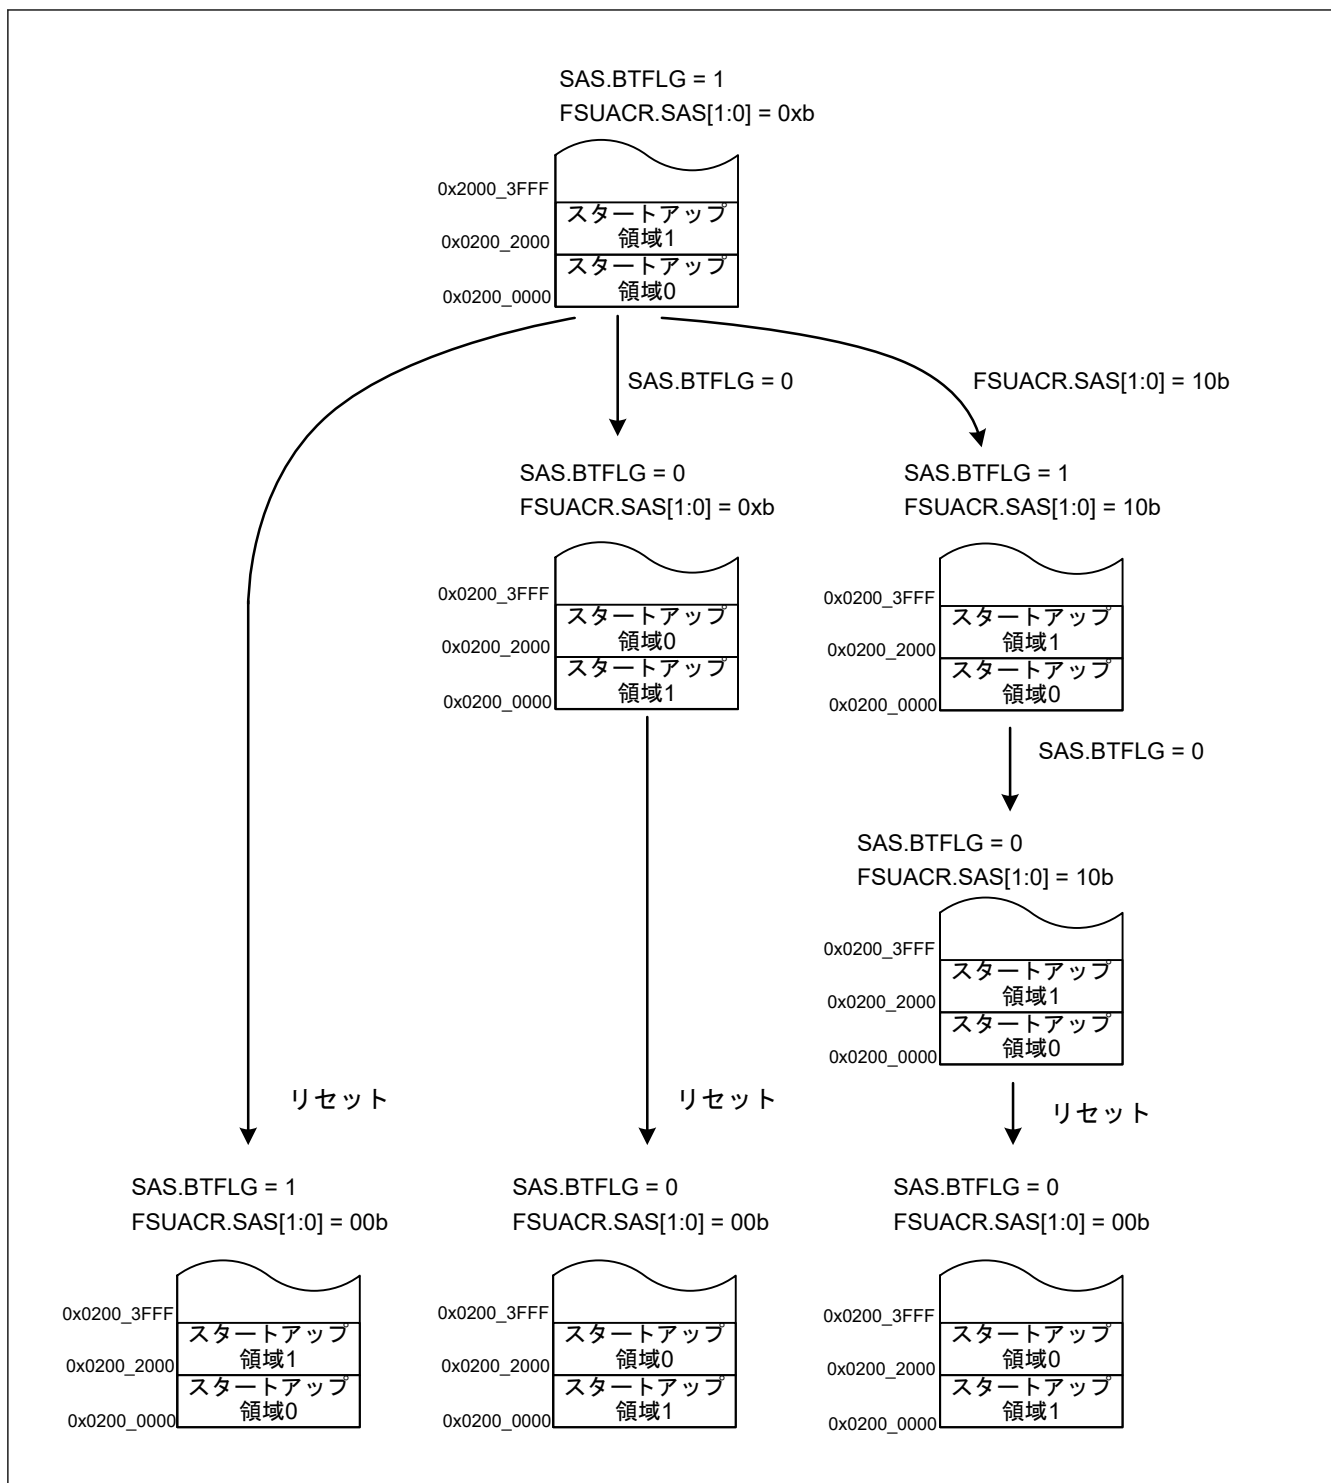 SAS.BTFLG = 1
FSUACR.SAS[1:0] = 0xb
0x2000_3FFF
スタートアップ
領域1
0x0200_2000
スタートアップ
領域0
0x0200_0000
SAS.BTFLG = 0
FSUACR.SAS[1:0] = 10b
SAS.BTFLG = 0
FSUACR.SAS[1:0] = 0xb
0x0200_3FFF
スタートアップ
領域0
0x0200_2000
スタートアップ
領域1
0x0200_0000
SAS.BTFLG = 1
FSUACR.SAS[1:0] = 10b
0x0200_3FFF
スタートアップ
領域1
0x0200_2000
スタートアップ
領域0
0x0200_0000
SAS.BTFLG = 0
SAS.BTFLG = 0
FSUACR.SAS[1:0] = 10b
0x0200_3FFF
スタートアップ
領域1
0x0200_2000
スタートアップ
領域0
0x0200_0000
リセット
リセット
リセット
SAS.BTFLG = 1
FSUACR.SAS[1:0] = 00b
0x0200_3FFF
スタートアップ
領域1
0x0200_2000
スタートアップ
領域0
0x0200_0000
SAS.BTFLG = 0
FSUACR.SAS[1:0] = 00b
0x0200_3FFF
スタートアップ
領域0
0x0200_2000
スタートアップ
領域1
0x0200_0000
SAS.BTFLG = 0
FSUACR.SAS[1:0] = 00b
0x0200_3FFF
スタートアップ
領域0
0x0200_2000
スタートアップ
領域1
0x0200_0000